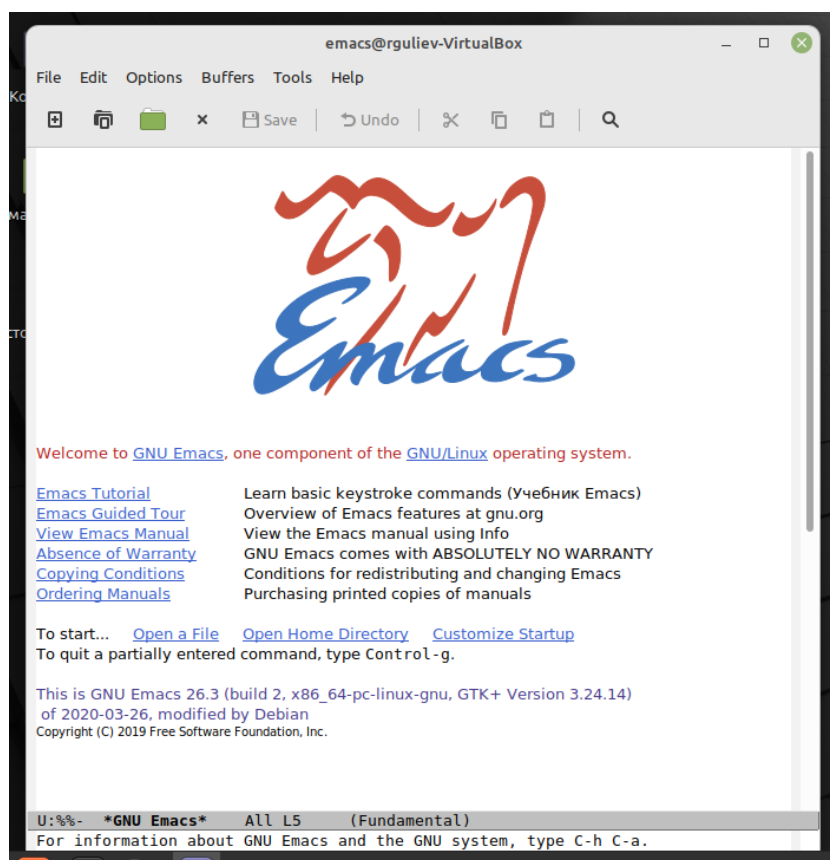 emacs@rguliev-VirtualBox
File Edit Options Buffers Tools Help
Save Undo
Emacs
Welcome to GNU Emacs, one component of the GNU/Linux operating system.
Emacs Tutorial Learn basic keystroke commands (Учебник Emacs)
Emacs Guided Tour Overview of Emacs features at gnu.org
View Emacs Manual View the Emacs manual using Info
Absence of Warranty GNU Emacs comes with ABSOLUTELY NO WARRANTY
Copying Conditions Conditions for redistributing and changing Emacs
Ordering Manuals Purchasing printed copies of manuals
To start... Open a File Open Home Directory Customize Startup
To quit a partially entered command, type Control-g.
This is GNU Emacs 26.3 (build 2, x86_64-pc-linux-gnu, GTK+ Version 3.24.14)
of 2020-03-26, modified by Debian
Copyright (C) 2019 Free Software Foundation, Inc.
U:%%- *GNU Emacs* All L5 (Fundamental)
For information about GNU Emacs and the GNU system, type C-h C-a.